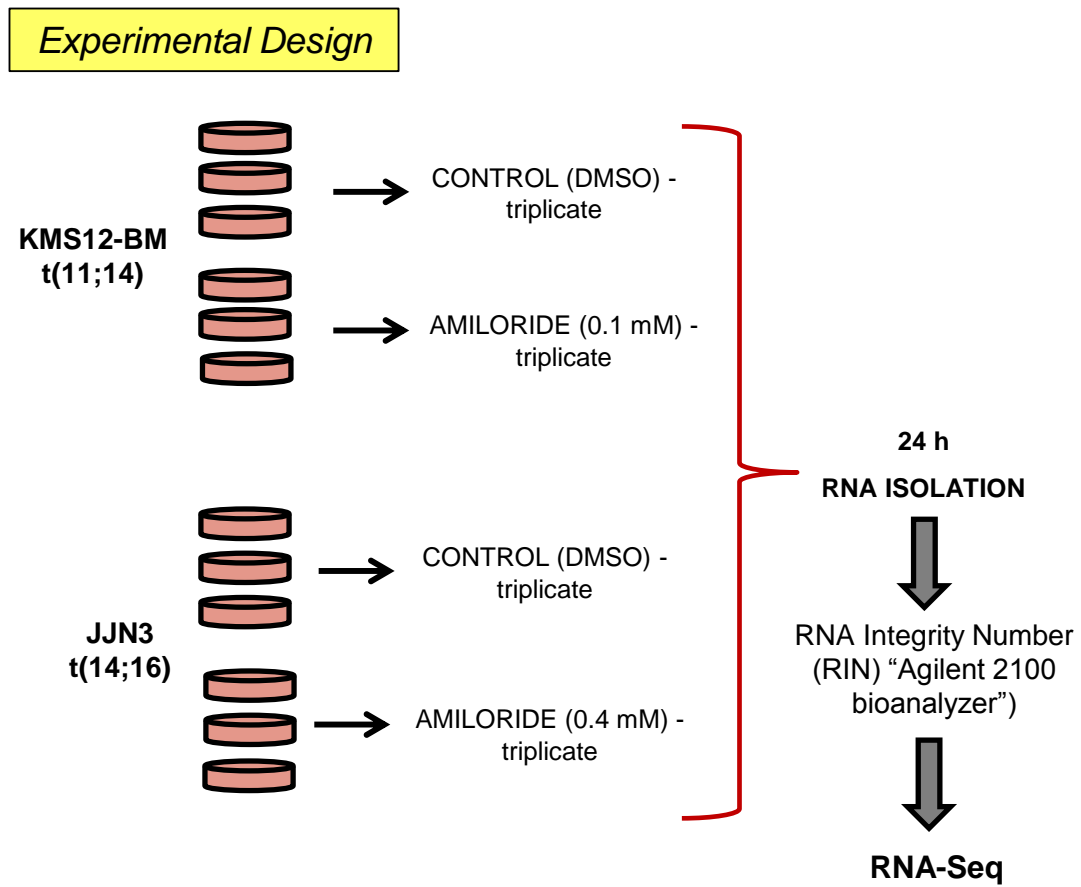 Experimental Design
KMS12-BM
t(11;14)
CONTROL (DMSO) -
triplicate
AMILORIDE (0.1 mM) -
triplicate
JJN3
t(14;16)
CONTROL (DMSO) -
triplicate
AMILORIDE (0.4 mM) -
triplicate
24 h
RNA ISOLATION
RNA Integrity Number
(RIN) “Agilent 2100
bioanalyzer”)
RNA-Seq